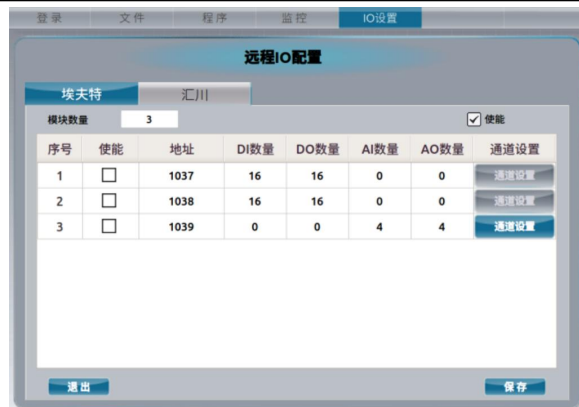 登录 文件 程序 监控 IO设置
远程IO配置
埃夫特 汇川
模块数量 3 使能
序号 使能 地址 DI数量 DO数量 AI数量 AO数量 通道设置
1 1037 16 16 0 0 通道设置
2 1038 16 16 0 0 通道设置
3 1039 0 0 4 4 通道设置
退出 保存